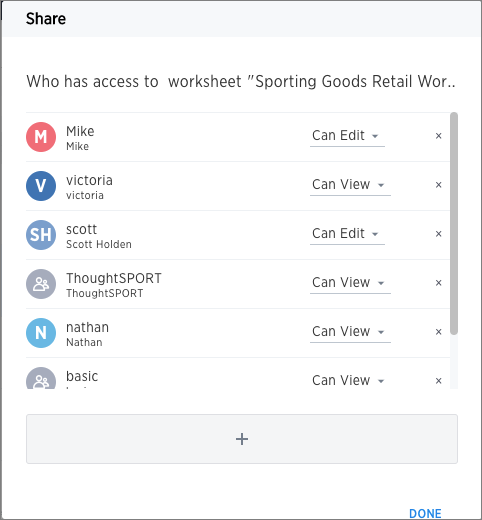 Share
Who has access to worksheet "Sporting Goods Retail Wor..
M Mike Can Edit ×
Mike
V victoria Can View ×
victoria
SH scott Can Edit ×
Scott Holden
ThoughtSPORT Can View ×
ThoughtSPORT
N nathan Can View ×
Nathan
basic Can View ×
+
DONE